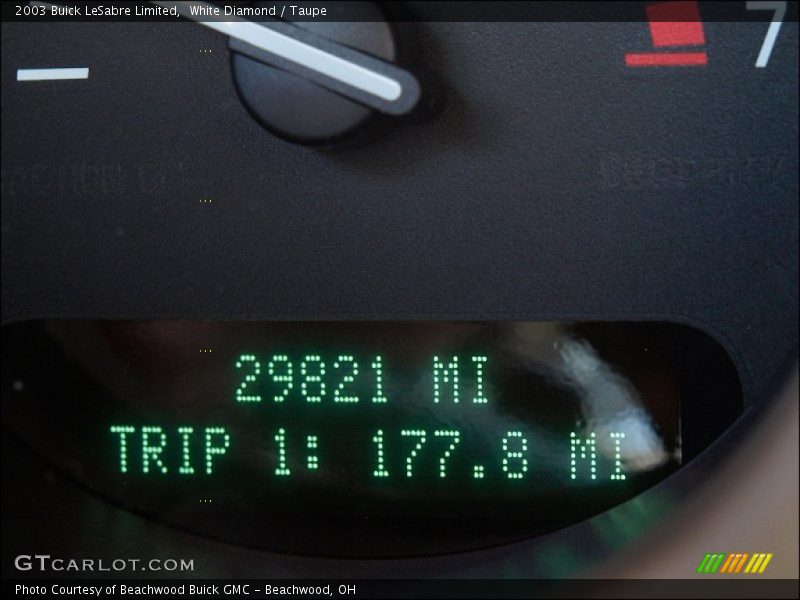 2003 Buick LeSabre Limited,  White Diamond / Taupe
7
29821 MI
TRIP 1: 177.8 MI
GTCARLOT.COM
Photo Courtesy of Beachwood Buick GMC - Beachwood, OH